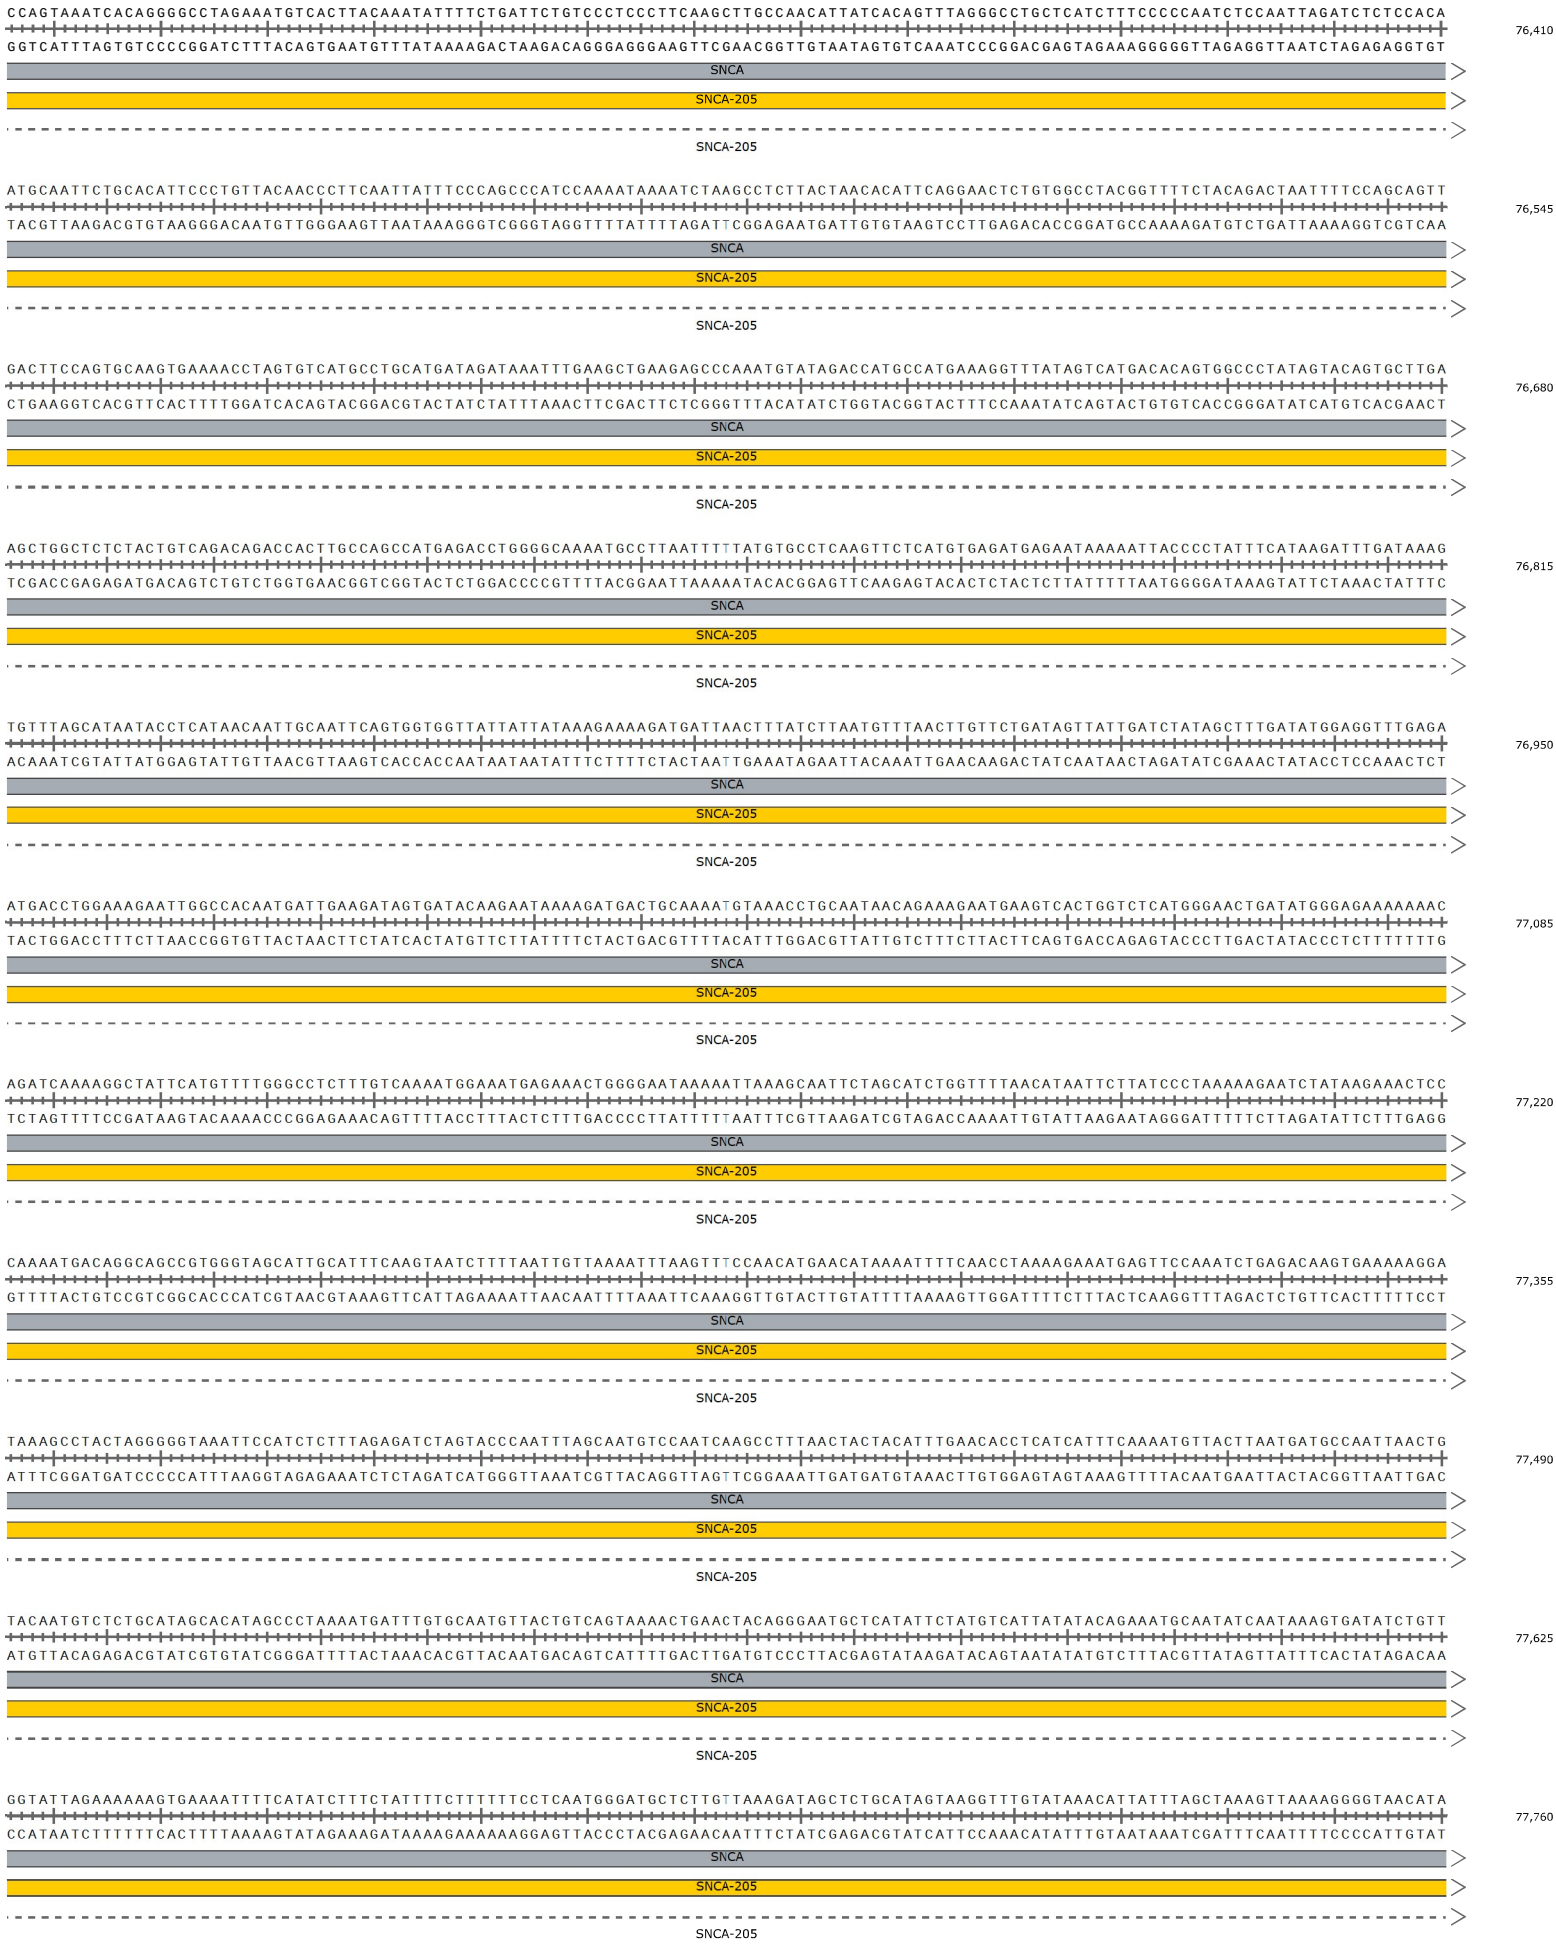 CCAGTAAATCACAGGGGCCTAGAAATGTCACTTACAAATATTTTCTGATTCTGTCCCTCCCTTCAAGCTTGCCAACATTATCACAGTTTAGGGCCTGCTCATCTTTCCCCCAATCTCCAATTAGATCTCTCCACA
76,410
GGTCATTTAGTGTCCCCGGATCTTTACAGTGAATGTTTATAAAAGACTAAGACAGGGAGGGAAGTTCGAACGGTTGTAATAGTGTCAAATCCCGGACGAGTAGAAAGGGGGTTAGAGGTTAATCTAGAGAGGTGT
SNCA
SNCA-205
SNCA-205
ATGCAATTCTGCACATTCCCTGTTACAACCCTTCAATTATTTCCCAGCCCATCCAAAATAAAATCTAAGCCTCTTACTAACACATTCAGGAACTCTGTGGCCTACGGTTTTCTACAGACTAATTTTCCAGCAGTT
76,545
TACGTTAAGACGTGTAAGGGACAATGTTGGGAAGTTAATAAAGGGTCGGGTAGGTTTTATTTTAGATTCGGAGAATGATTGTGTAAGTCCTTGAGACACCGGATGCCAAAAGATGTCTGATTAAAAGGTCGTCAA
SNCA
SNCA-205
SNCA-205
GACTTCCAGTGCAAGTGAAAACCTAGTGTCATGCCTGCATGATAGATAAATTTGAAGCTGAAGAGCCCAAATGTATAGACCATGCCATGAAAGGTTTATAGTCATGACACAGTGGCCCTATAGTACAGTGCTTGA
76,680
CTGAAGGTCACGTTCACTTTTGGATCACAGTACGGACGTACTATCTATTTAAACTTCGACTTCTCGGGTTTACATATCTGGTACGGTACTTTCCAAATATCAGTACTGTGTCACCGGGATATCATGTCACGAACT
SNCA
SNCA-205
SNCA-205
AGCTGGCTCTCTACTGTCAGACAGACCACTTGCCAGCCATGAGACCTGGGGCAAAATGCCTTAATTTTTATGTGCCTCAAGTTCTCATGTGAGATGAGAATAAAAATTACCCCTATTTCATAAGATTTGATAAAG
76,815
TCGACCGAGAGATGACAGTCTGTCTGGTGAACGGTCGGTACTCTGGACCCCGTTTTACGGAATTAAAAATACACGGAGTTCAAGAGTACACTCTACTCTTATTTTTAATGGGGATAAAGTATTCTAAACTATTTC
SNCA
SNCA-205
SNCA-205
TGTTTAGCATAATACCTCATAACAATTGCAATTCAGTGGTGGTTATTATTATAAAGAAAAGATGATTAACTTTATCTTAATGTTTAACTTGTTCTGATAGTTATTGATCTATAGCTTTGATATGGAGGTTTGAGA
76,950
ACAAATCGTATTATGGAGTATTGTTAACGTTAAGTCACCACCAATAATAATATTTCTTTTCTACTAATTGAAATAGAATTACAAATTGAACAAGACTATCAATAACTAGATATCGAAACTATACCTCCAAACTCT
SNCA
SNCA-205
SNCA-205
ATGACCTGGAAAGAATTGGCCACAATGATTGAAGATAGTGATACAAGAATAAAAGATGACTGCAAAATGTAAACCTGCAATAACAGAAAGAATGAAGTCACTGGTCTCATGGGAACTGATATGGGAGAAAAAAAC
77,085
TACTGGACCTTTCTTAACCGGTGTTACTAACTTCTATCACTATGTTCTTATTTTCTACTGACGTTTTACATTTGGACGTTATTGTCTTTCTTACTTCAGTGACCAGAGTACCCTTGACTATACCCTCTTTTTTTG
SNCA
SNCA-205
SNCA-205
AGATCAAAAGGCTATTCATGTTTTGGGCCTCTTTGTCAAAATGGAAATGAGAAACTGGGGAATAAAAATTAAAGCAATTCTAGCATCTGGTTTTAACATAATTCTTATCCCTAAAAAGAATCTATAAGAAACTCC
77,220
TCTAGTTTTCCGATAAGTACAAAACCCGGAGAAACAGTTTTACCTTTACTCTTTGACCCCTTATTTTTAATTTCGTTAAGATCGTAGACCAAAATTGTATTAAGAATAGGGATTTTTCTTAGATATTCTTTGAGG
SNCA
SNCA-205
SNCA-205
CAAAATGACAGGCAGCCGTGGGTAGCATTGCATTTCAAGTAATCTTTTAATTGTTAAAATTTAAGTTTCCAACATGAACATAAAATTTTCAACCTAAAAGAAATGAGTTCCAAATCTGAGACAAGTGAAAAAGGA
77,355
GTTTTACTGTCCGTCGGCACCCATCGTAACGTAAAGTTCATTAGAAAATTAACAATTTTAAATTCAAAGGTTGTACTTGTATTTTAAAAGTTGGATTTTCTTTACTCAAGGTTTAGACTCTGTTCACTTTTTCCT
SNCA
SNCA-205
SNCA-205
TAAAGCCTACTAGGGGGTAAATTCCATCTCTTTAGAGATCTAGTACCCAATTTAGCAATGTCCAATCAAGCCTTTAACTACTACATTTGAACACCTCATCATTTCAAAATGTTACTTAATGATGCCAATTAACTG
77,490
ATTTCGGATGATCCCCCATTTAAGGTAGAGAAATCTCTAGATCATGGGTTAAATCGTTACAGGTTAGTTCGGAAATTGATGATGTAAACTTGTGGAGTAGTAAAGTTTTACAATGAATTACTACGGTTAATTGAC
SNCA
SNCA-205
SNCA-205
TACAATGTCTCTGCATAGCACATAGCCCTAAAATGATTTGTGCAATGTTACTGTCAGTAAAACTGAACTACAGGGAATGCTCATATTCTATGTCATTATATACAGAAATGCAATATCAATAAAGTGATATCTGTT
77,625
ATGTTACAGAGACGTATCGTGTATCGGGATTTTACTAAACACGTTACAATGACAGTCATTTTGACTTGATGTCCCTTACGAGTATAAGATACAGTAATATATGTCTTTACGTTATAGTTATTTCACTATAGACAA
SNCA
SNCA-205
SNCA-205
GGTATTAGAAAAAAGTGAAAATTTTCATATCTTTCTATTTTCTTTTTTCCTCAATGGGATGCTCTTGTTAAAGATAGCTCTGCATAGTAAGGTTTGTATAAACATTATTTAGCTAAAGTTAAAAGGGGTAACATA
77,760
CCATAATCTTTTTTCACTTTTAAAAGTATAGAAAGATAAAAGAAAAAAGGAGTTACCCTACGAGAACAATTTCTATCGAGACGTATCATTCCAAACATATTTGTAATAAATCGATTTCAATTTTCCCCATTGTAT
SNCA
SNCA-205
SNCA-205